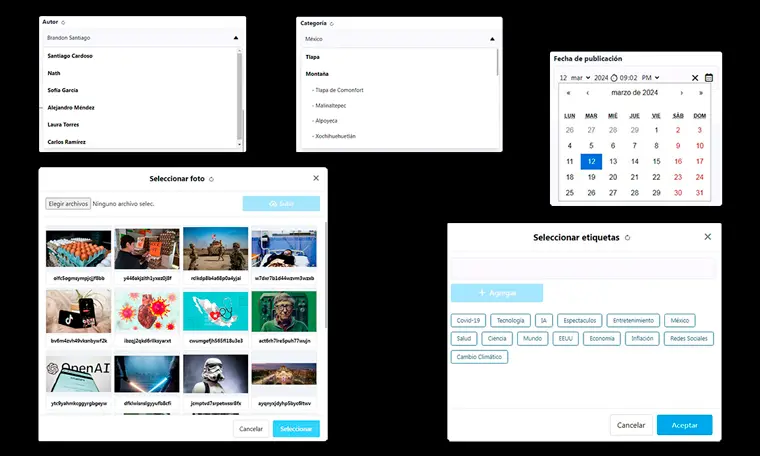 Autor
Brandon Santiago
Santiago Cardoso
Nath
Sofía García
Alejandro Méndez
Laura Torres
Carlos Ramírez
Categoría
México
Tlapa
Montaña
- Tlapa de Comonfort
- Malinaltepec
- Alpoyeca
- Xochihuehuetlán
Fecha de publicación
12 mar 2024 09:02 PM
« ‹ marzo de 2024 › »
LUN MAR MIÉ JUE VIE SÁB DOM
26 27 28 29 1 2 3
4 5 6 7 8 9 10
11 12 13 14 15 16 17
18 19 20 21 22 23 24
25 26 27 28 29 30 31
Seleccionar foto
Elegir archivos Ninguno archivo selec.
Subir
TikTok
OpenAI
Cancelar Seleccionar
Seleccionar etiquetas
+ Agregar
Covid-19 Tecnología IA Espectaculos Entretenimiento México
Salud Ciencia Mundo EEUU Economía Inflación Redes Sociales
Cambio Climático
Cancelar Aceptar